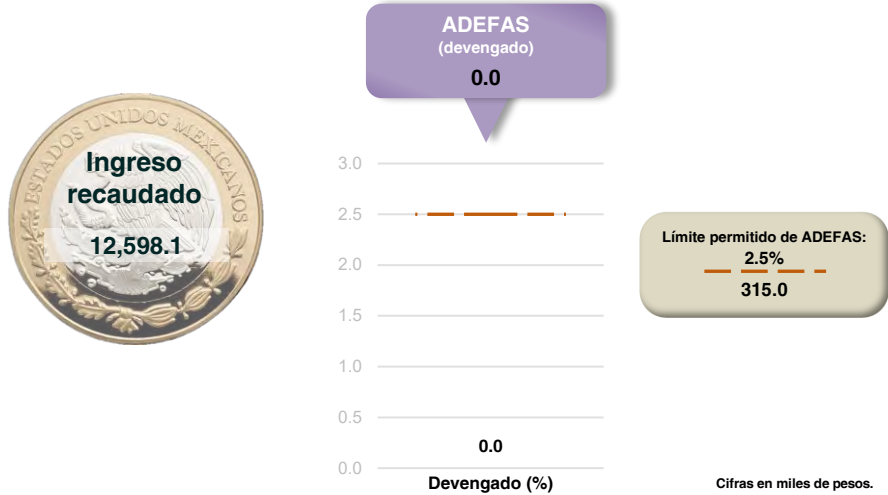 ADEFAS
(devengado)
0.0
ESTADOS UNIDOS MEXICANOS
Ingreso
recaudado
12,598.1
3.0
2.5
2.0
1.5
1.0
0.5
0.0
0.0
Devengado (%)
Límite permitido de ADEFAS:
2.5%
315.0
Cifras en miles de pesos.